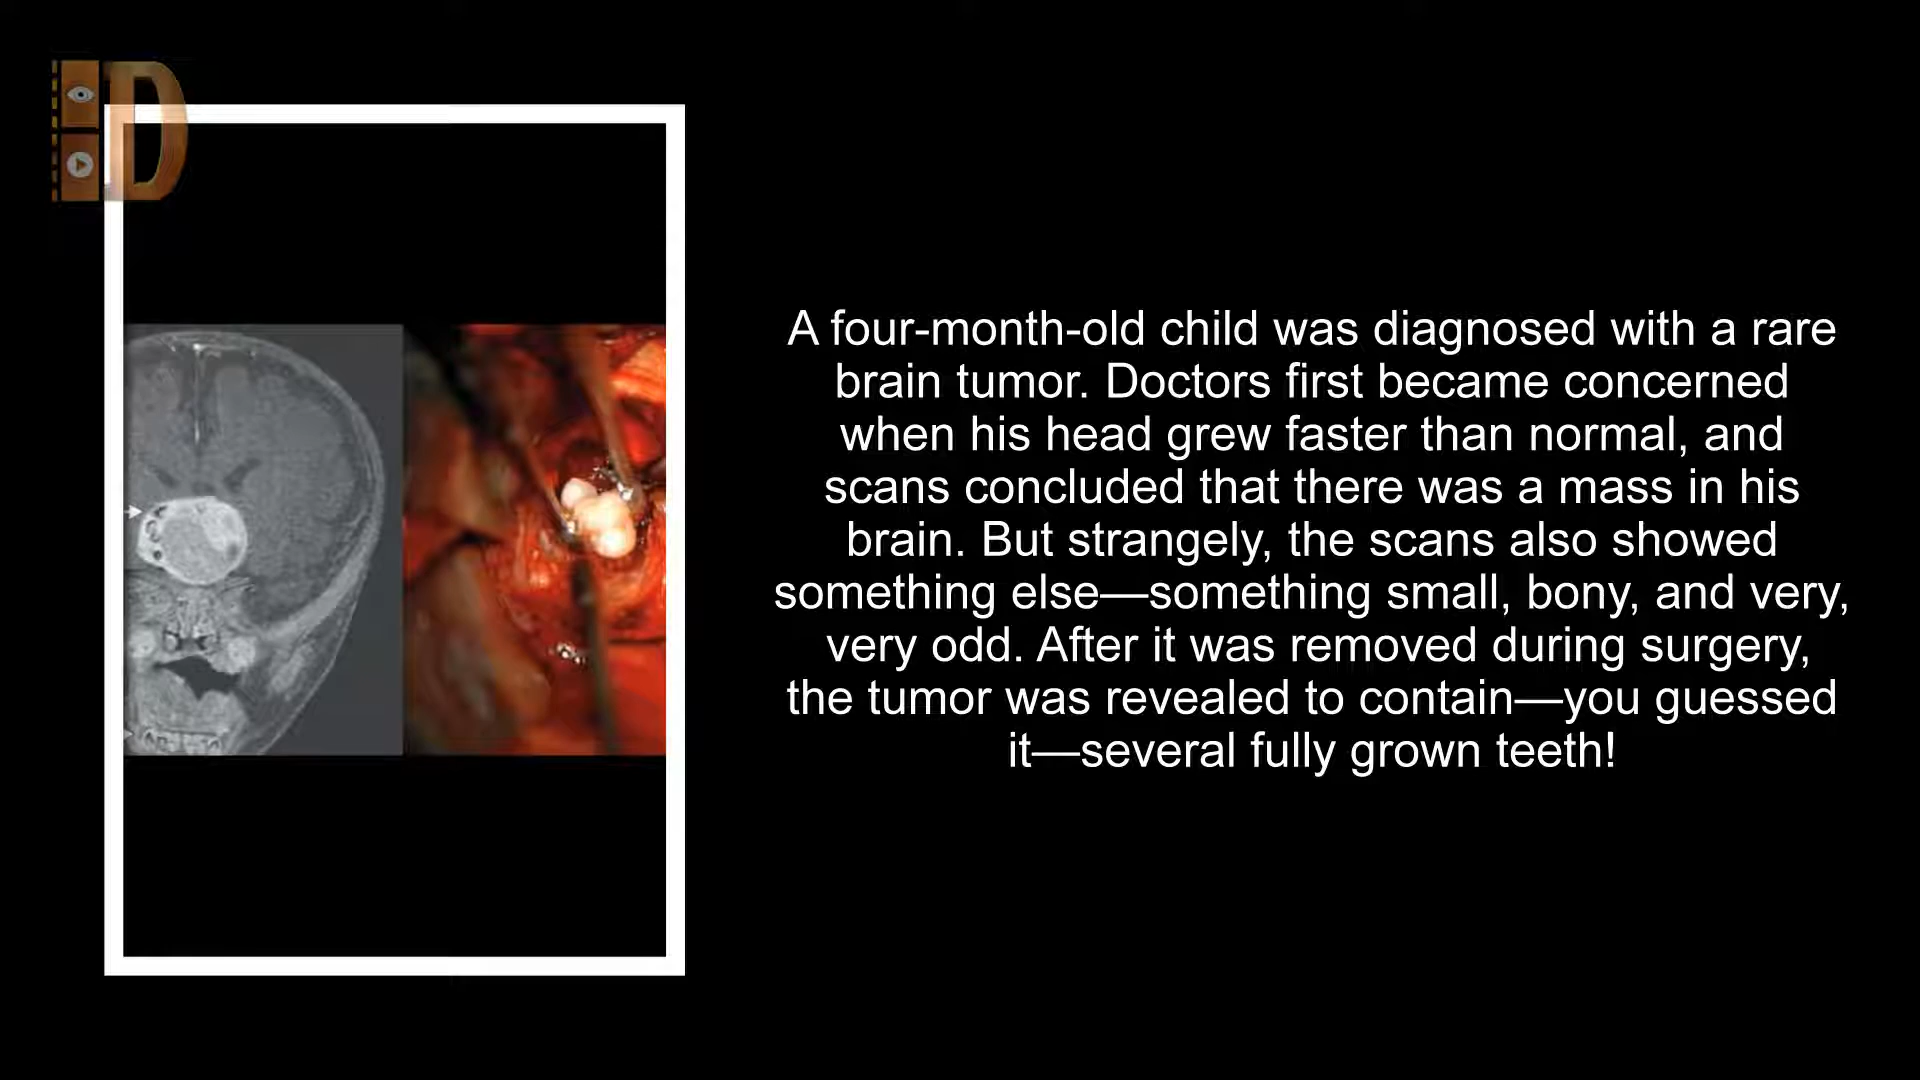 D
A four-month-old child was diagnosed with a rare
brain tumor. Doctors first became concerned
when his head grew faster than normal, and
scans concluded that there was a mass in his
brain. But strangely, the scans also showed
something else—something small, bony, and very,
very odd. After it was removed during surgery,
the tumor was revealed to contain—you guessed
it—several fully grown teeth!